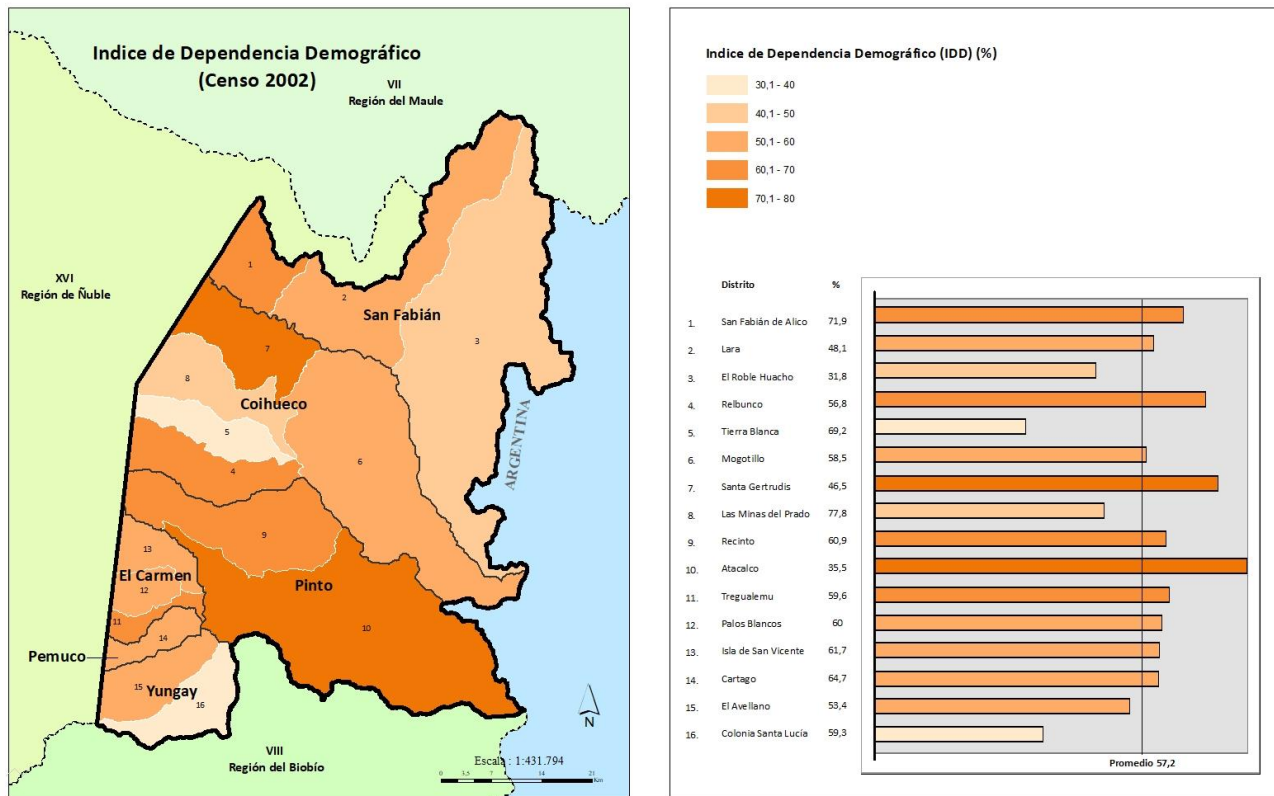 Indice de Dependencia Demográfico
(Censo 2002)
VII
Región del Maule
XVI
Región de Ñuble
1
2
San Fabián
3
7
8
Coihueco
5
6
4
ARGENTINA
9
13
El Carmen
12
Pinto
10
11
14
Pemuco
15
Yungay
16
N
VIII
Región del Biobío
Escala : 1:431.794
0 3,5 7 14 21
Km
Indice de Dependencia Demográfico (IDD) (%)
30,1 - 40
40,1 - 50
50,1 - 60
60,1 - 70
70,1 - 80
Distrito %
1. San Fabián de Alico 71,9
2. Lara 48,1
3. El Roble Huacho 31,8
4. Relbunco 56,8
5. Tierra Blanca 69,2
6. Mogotillo 58,5
7. Santa Gertrudis 46,5
8. Las Minas del Prado 77,8
9. Recinto 60,9
10. Atacalco 35,5
11. Tregualemu 59,6
12. Palos Blancos 60
13. Isla de San Vicente 61,7
14. Cartago 64,7
15. El Avellano 53,4
16. Colonia Santa Lucía 59,3
Promedio 57,2